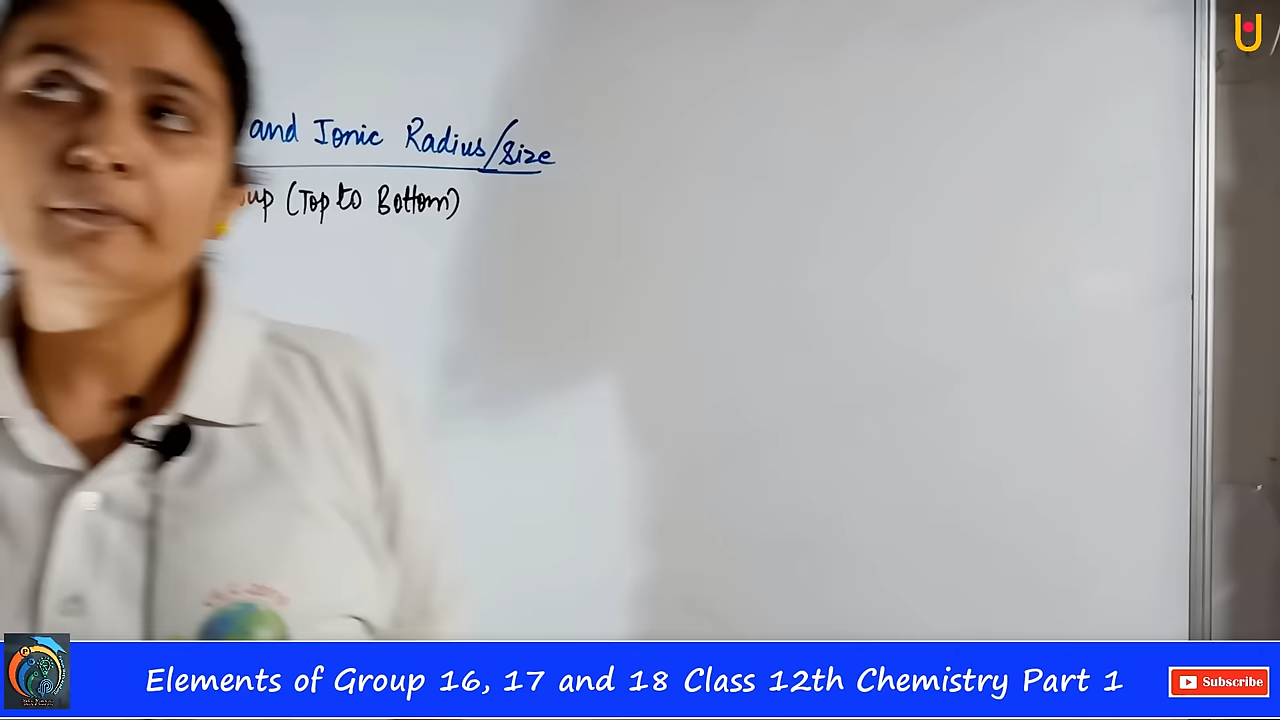 and Ionic Radius/size
(Top to Bottom)
Elements of Group 16, 17 and 18 Class 12th Chemistry Part 1
Subscribe